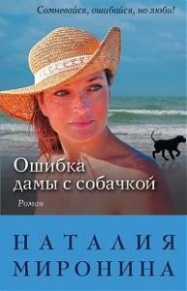 Сомневайся, ошибайся, но люби!
Ошибка
дамы с собачкой
Роман
НАТАЛИЯ
МИРОНИНА